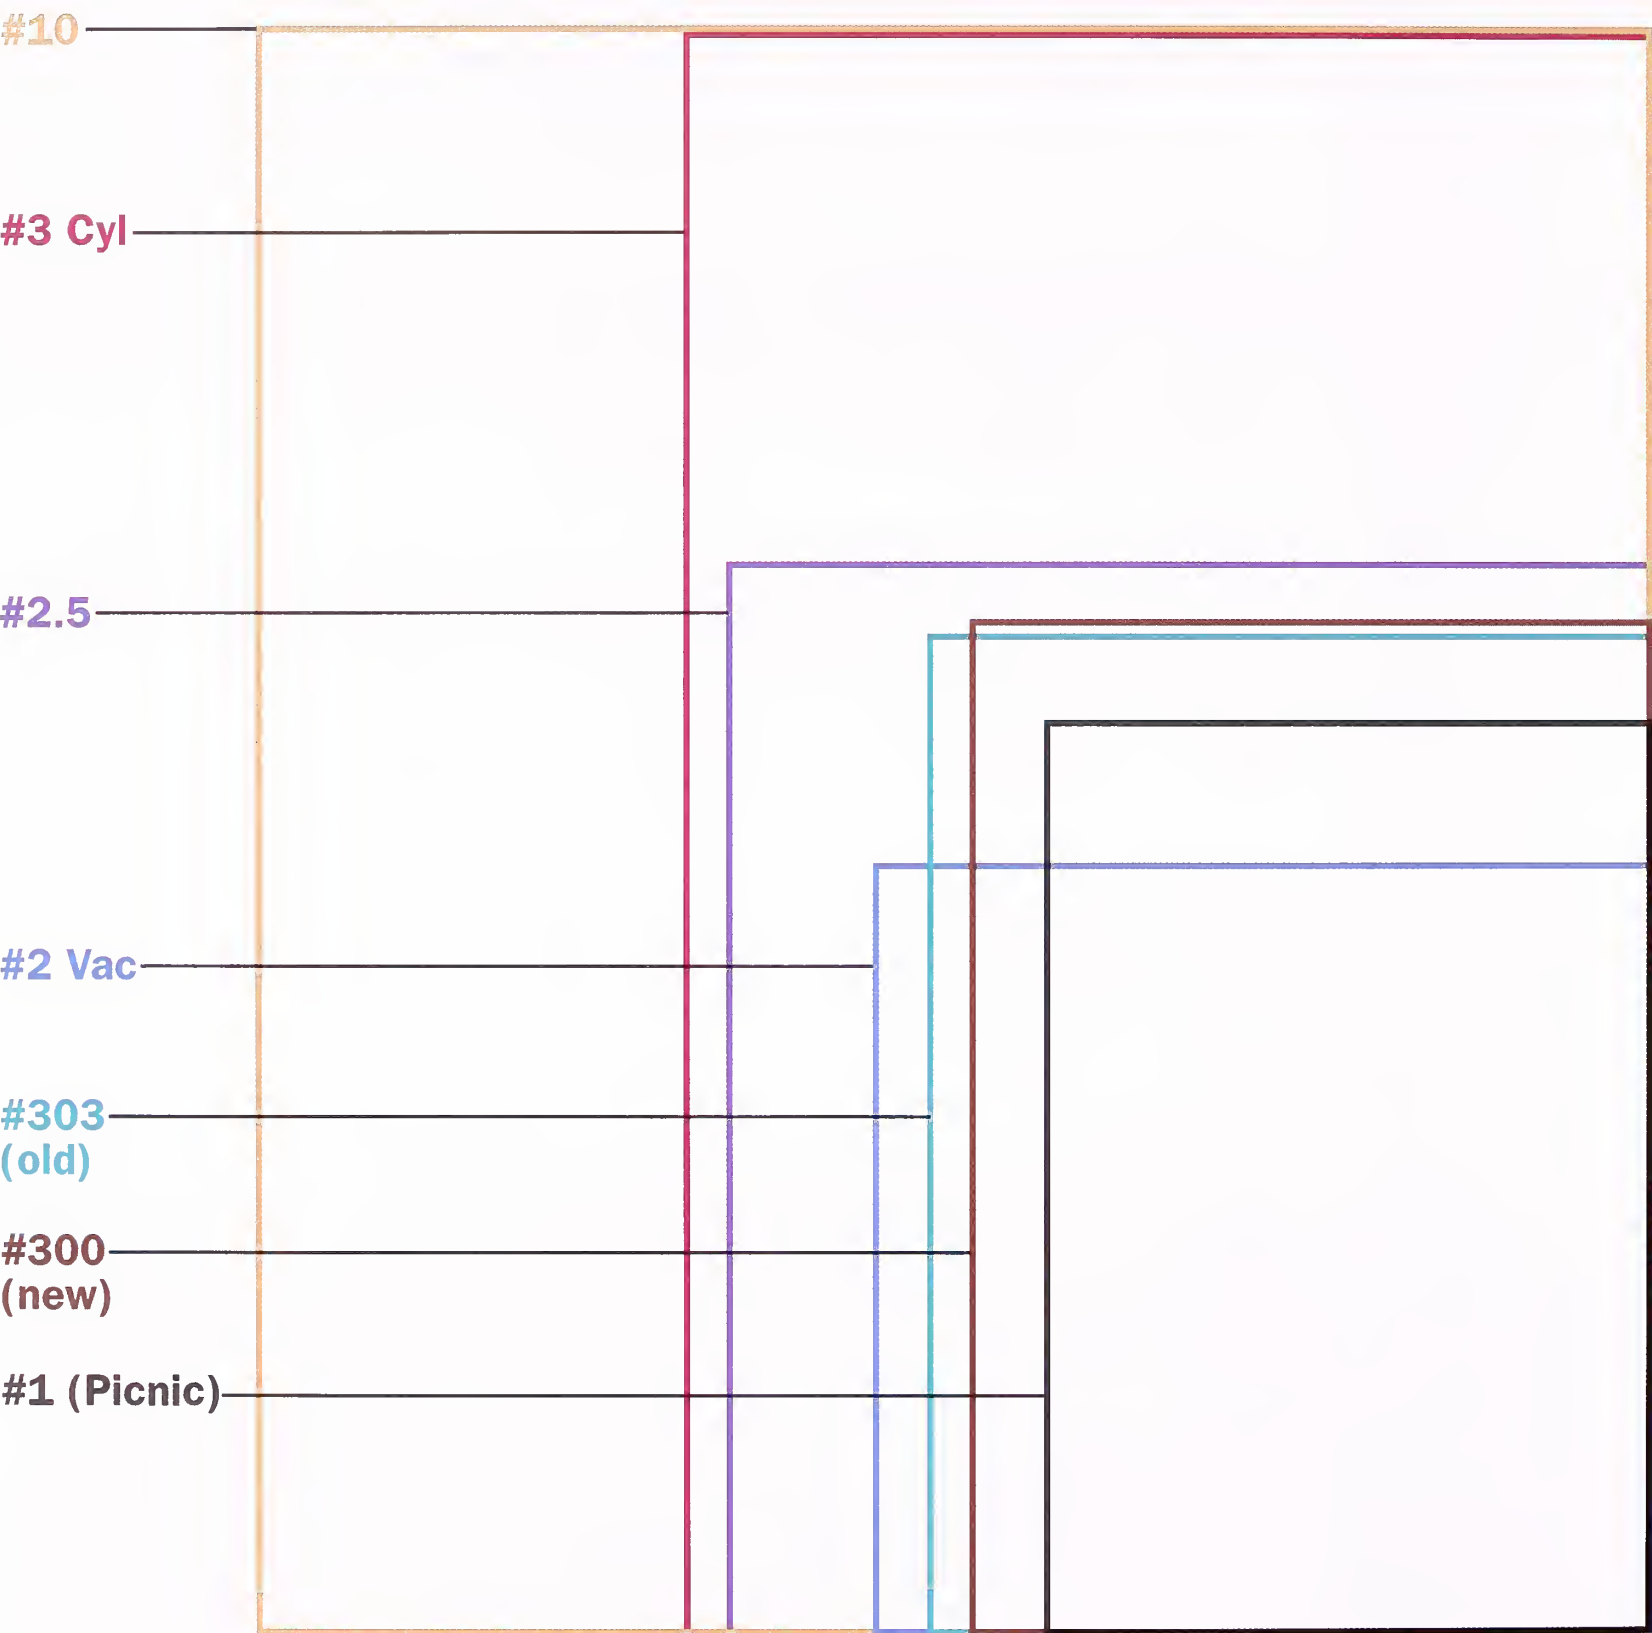 #10
#3 Cyl
#2.5
#2 Vac
#303
(old)
#300
(new)
#1 (Picnic)